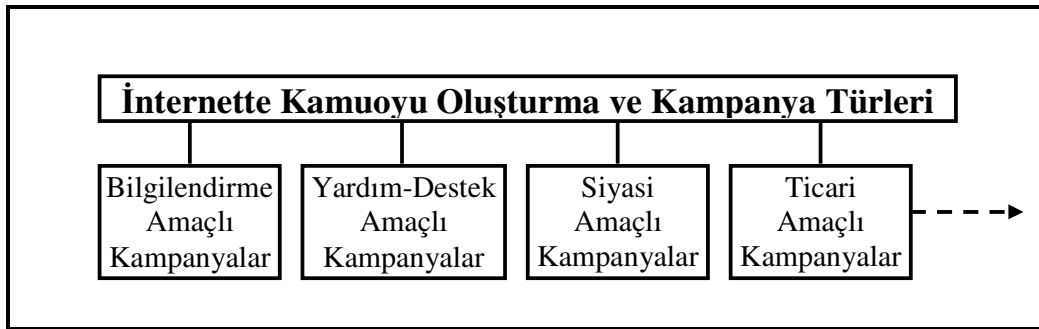 İnternette Kamuoyu Oluşturma ve Kampanya Türleri
Bilgilendirme
Amaçlı
Kampanyalar
Yardım-Destek
Amaçlı
Kampanyalar
Siyasi
Amaçlı
Kampanyalar
Ticari
Amaçlı
Kampanyalar